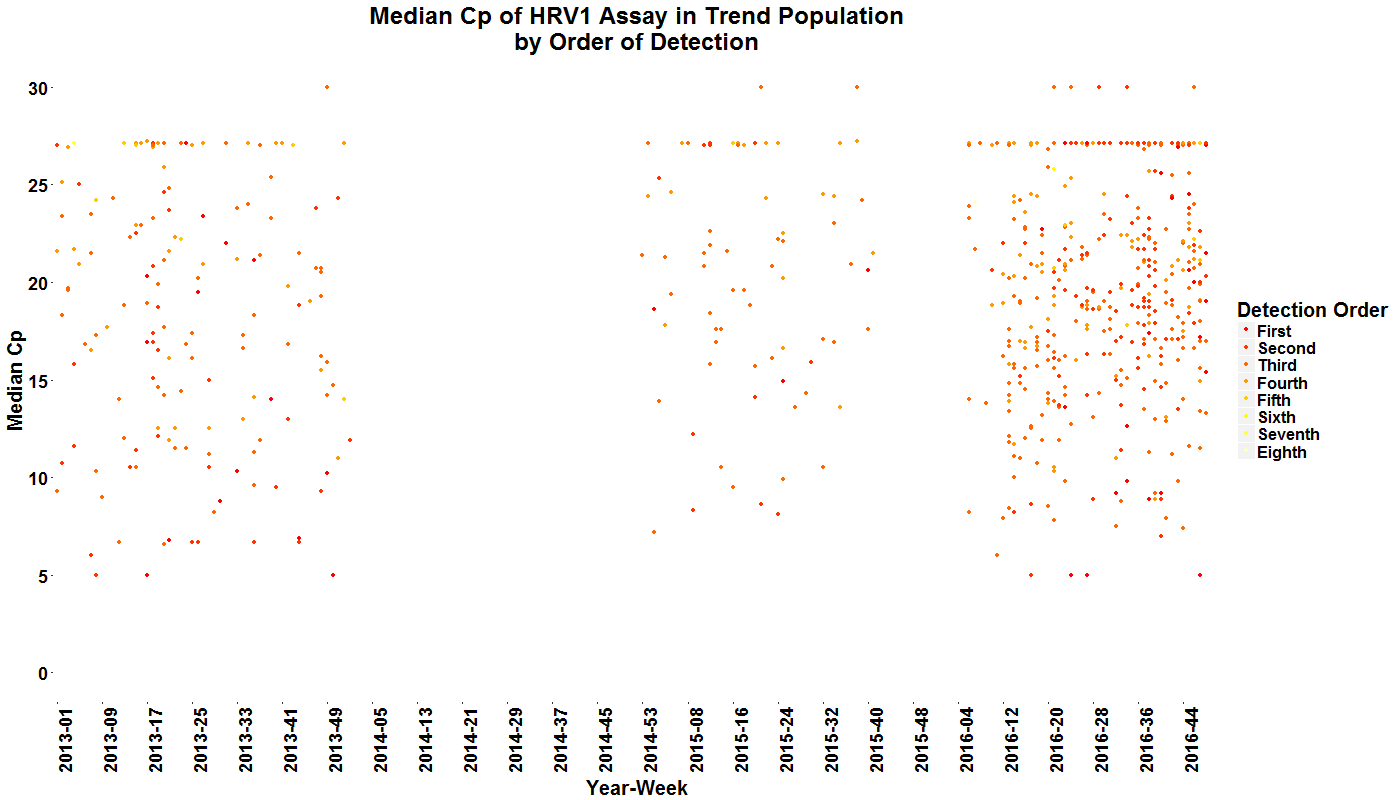 Median Cp of HRV1 Assay in Trend Population
by Order of Detection
Median Cp
30
25
20
15
10
5
0
2013-01
2013-09
2013-17
2013-25
2013-33
2013-41
2013-49
2014-05
2014-13
2014-21
2014-29
2014-37
2014-45
2014-53
2015-08
2015-16
2015-24
2015-32
2015-40
2015-48
2016-04
2016-12
2016-20
2016-28
2016-36
2016-44
Year-Week
Detection Order
First
Second
Third
Fourth
Fifth
Sixth
Seventh
Eighth